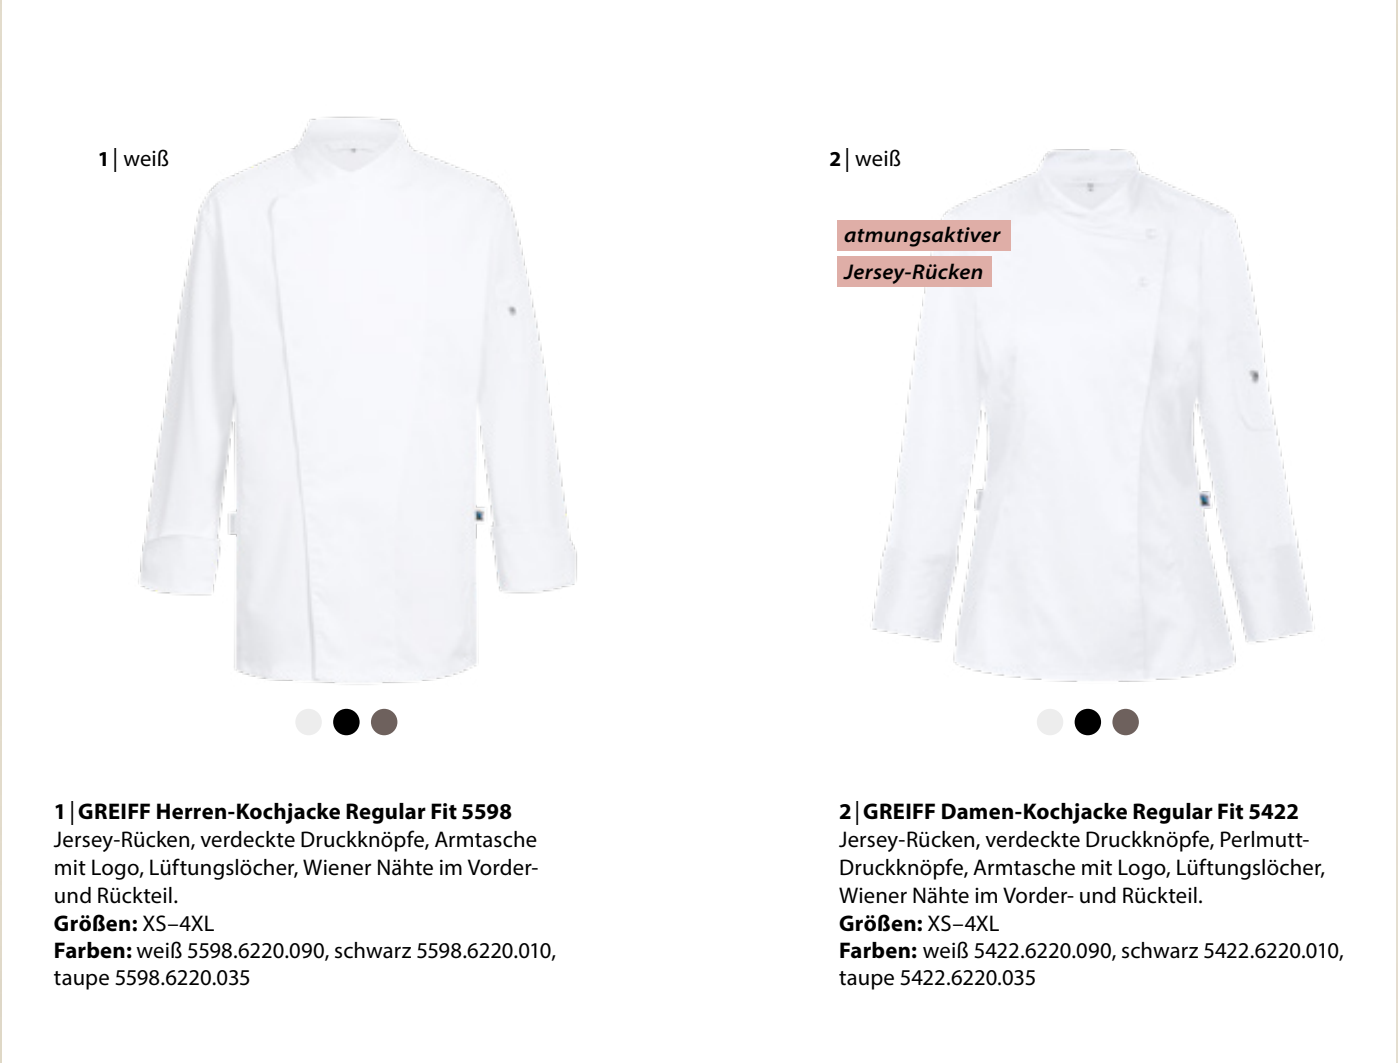 1| weiß
2| weiß
atmungsaktiver
Jersey-Rücken
1|GREIFF Herren-Kochjacke Regular Fit 5598
Jersey-Rücken, verdeckte Druckknöpfe, Armtasche
mit Logo, Lüftungslöcher, Wiener Nähte im Vorder-
und Rückteil.
Größen: XS–4XL
Farben: weiß 5598.6220.090, schwarz 5598.6220.010,
taupe 5598.6220.035
2|GREIFF Damen-Kochjacke Regular Fit 5422
Jersey-Rücken, verdeckte Druckknöpfe, Perlmutt-
Druckknöpfe, Armtasche mit Logo, Lüftungslöcher,
Wiener Nähte im Vorder- und Rückteil.
Größen: XS–4XL
Farben: weiß 5422.6220.090, schwarz 5422.6220.010,
taupe 5422.6220.035